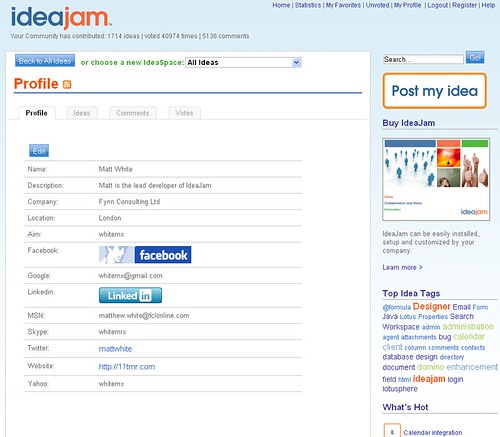 Home | Statistics | My Favorites | Unvoted | My Profile | Logout | Register | Help
ideajam
Your Community has contributed: 1714 ideas | voted 40974 times | 5136 comments
Back to All Ideas or choose a new IdeaSpace: All Ideas
Search... Go!
Profile
Post my idea
Profile Ideas Comments Votes
Buy IdeaJam
Edit
Name: Matt White
Description: Matt is the lead developer of IdeaJam
Company: Fynn Consulting Ltd
Location: London
Aim: whitemx
Facebook: facebook
Google: whitemx@gmail.com
Linkedin: Linked in
MSN: matthew.white@fclonline.com
Skype: whitemrx
Twitter: mattwhite
Website: http://11tmr.com
Yahoo: whitemx
Ideas
Collaboration and Votes
Innovation
ideajam
IdeaJam can be easily installed,
setup and customized by your
company.
Learn more >
Top Idea Tags
@formula Designer Email Form
Java Lotus Properties Search
Workspace admin administration
agent attachments bug calendar
client column comments contacts
database design directory
document domino enhancement
field html ideajam login
lotusphere
What's Hot
Calendar integration